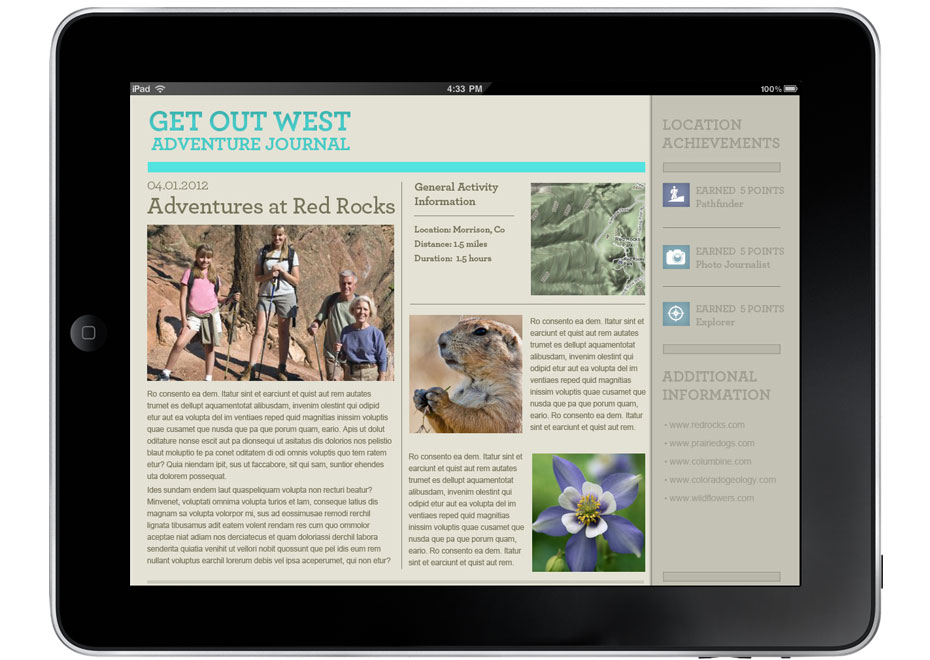 iPad
4:33 PM
100%
GET OUT WEST
ADVENTURE JOURNAL
04.01.2012
Adventures at Red Rocks
Ro consento ea dem. Itatur sint et earciunt et quist aut rem autates
trumet es dellupt aquamentotat alibusdam, invenim olestint qui odipid
etur aut ea volupta del im ventiaes reped quid magnitias inissim voluptis
quae cusamet que nusda que pa que porum quam, eario. Apis ut dolut
oditature nonse escit aut pa dionsequi ut asitatus dis dolorios nos pelistio
blaut moluptio te pa conet oditatem di odi omnis voluptis quo tem ratem
etur? Quia niendam ipit, sus ut faccabore, sit qui sam, suntior ehendes
uta dolorem possequat.
Ides sundam endem laut quaspeliquam volupta non recturi beatur?
Minvenet, voluptati omnima volupta turios et lam, conseque latius dis
magnam sa volupta volorpor mi, sus ad eossimusae remodi rerchil
lignata tibusamus adit eatem volent rendam res cum quo ommolor
aceptae niat adiam nos derciatecus et quam doloriassi derchil labora
senderita quiatia venihit ut vellori nobit quossunt que pel idis eum rem
nullant voluptus earchil lorerum debis vel ipsa aceperumet, qui non etur?
General Activity
Information
Location: Morrison, Co
Distance: 1.5 miles
Duration: 1.5 hours
Ro consento ea dem. Itatur sint et
earciunt et quist aut rem autates
trumet es dellupt aquamentotat
alibusdam, invenim olestint qui
odipid etur aut ea volupta del im
ventiaes reped quid magnitias
inissim voluptis quae cusamet que
nusda que pa que porum quam,
eario. Ro consento ea dem. Itatur
sint et earciunt et quist aut rem.
Ro consento ea dem. Itatur sint et
earciunt et quist aut rem autates
trumet es dellupt aquamentotat
alibusdam, invenim olestint qui
odipid etur aut ea volupta del im
ventiaes reped quid magnitias
inissim voluptis quae cusamet que
nusda que pa que porum quam,
eario. Ro consento ea dem. Itatur
sint et earciunt et quist aut rem.
LOCATION
ACHIEVEMENTS
EARNED 5 POINTS
Pathfinder
EARNED 5 POINTS
Photo Journalist
EARNED 5 POINTS
Explorer
ADDITIONAL
INFORMATION
• www.redrocks.com
• www.prairiedogs.com
• www.columbine.com
• www.coloradogeology.com
• www.wildflowers.com